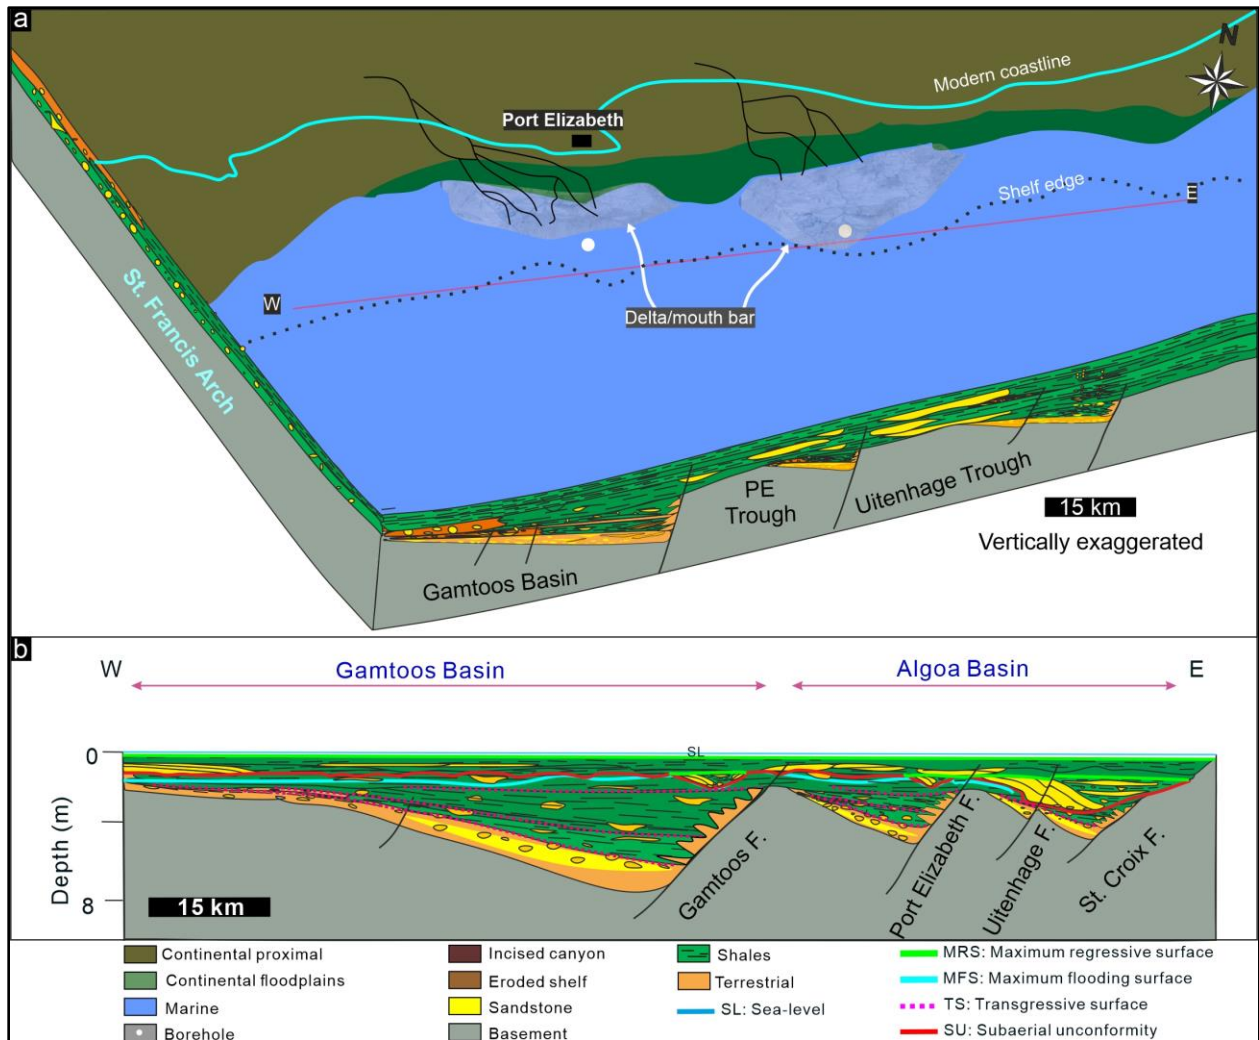 a
N
Modern coastline
Port Elizabeth
Shelf edge
E
W
Delta/mouth bar
St. Francis Arch
PE
Trough
Uitenhage Trough
15 km
Vertically exaggerated
Gamtoos Basin
b
W
Gamtoos Basin
Algoa Basin
E
0
SL
Depth (m)
8
15 km
Gamtoos F.
Port Elizabeth F.
Uitenhage F.
St. Croix F.
Continental proximal
Continental floodplains
Marine
Borehole
Incised canyon
Eroded shelf
Sandstone
Basement
Shales
Terrestrial
SL: Sea-level
MRS: Maximum regressive surface
MFS: Maximum flooding surface
TS: Transgressive surface
SU: Subaerial unconformity